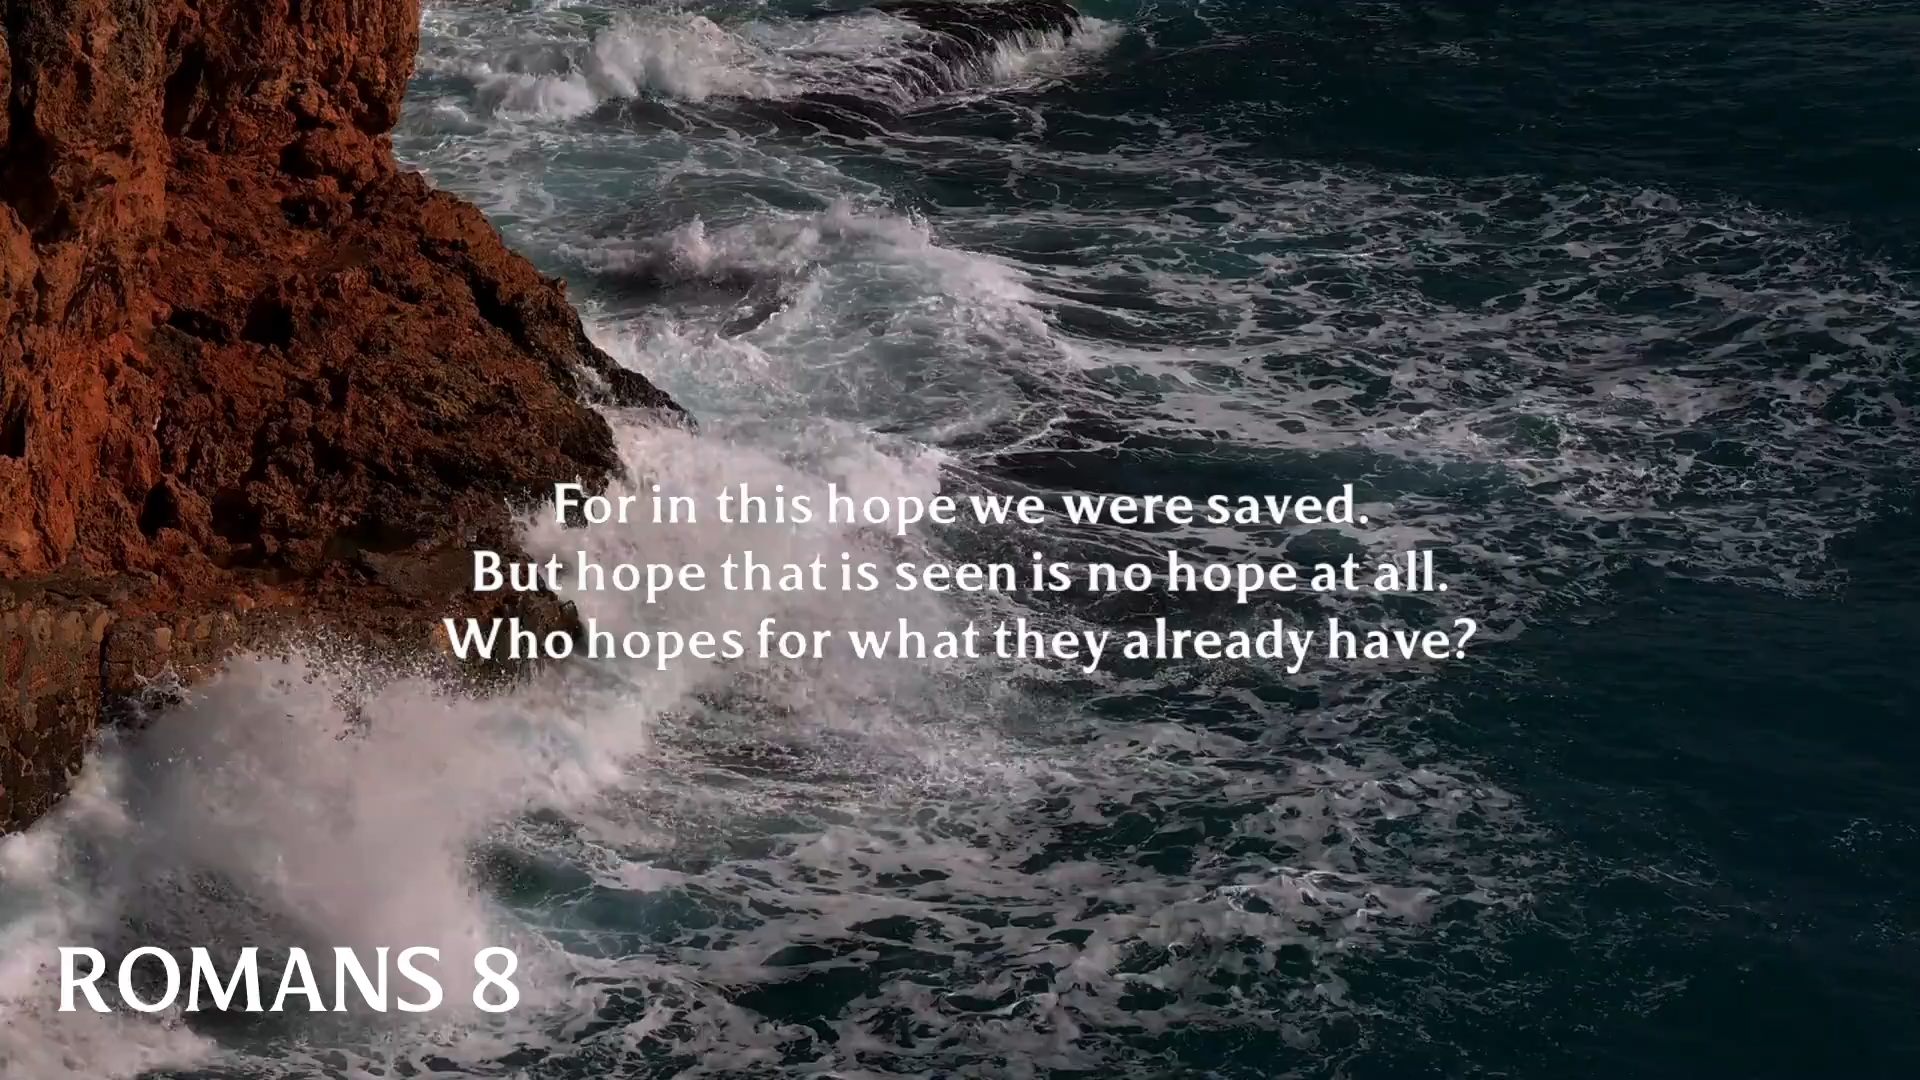 For in this hope we were saved.
But hope that is seen is no hope at all.
Who hopes for what they already have?
ROMANS 8